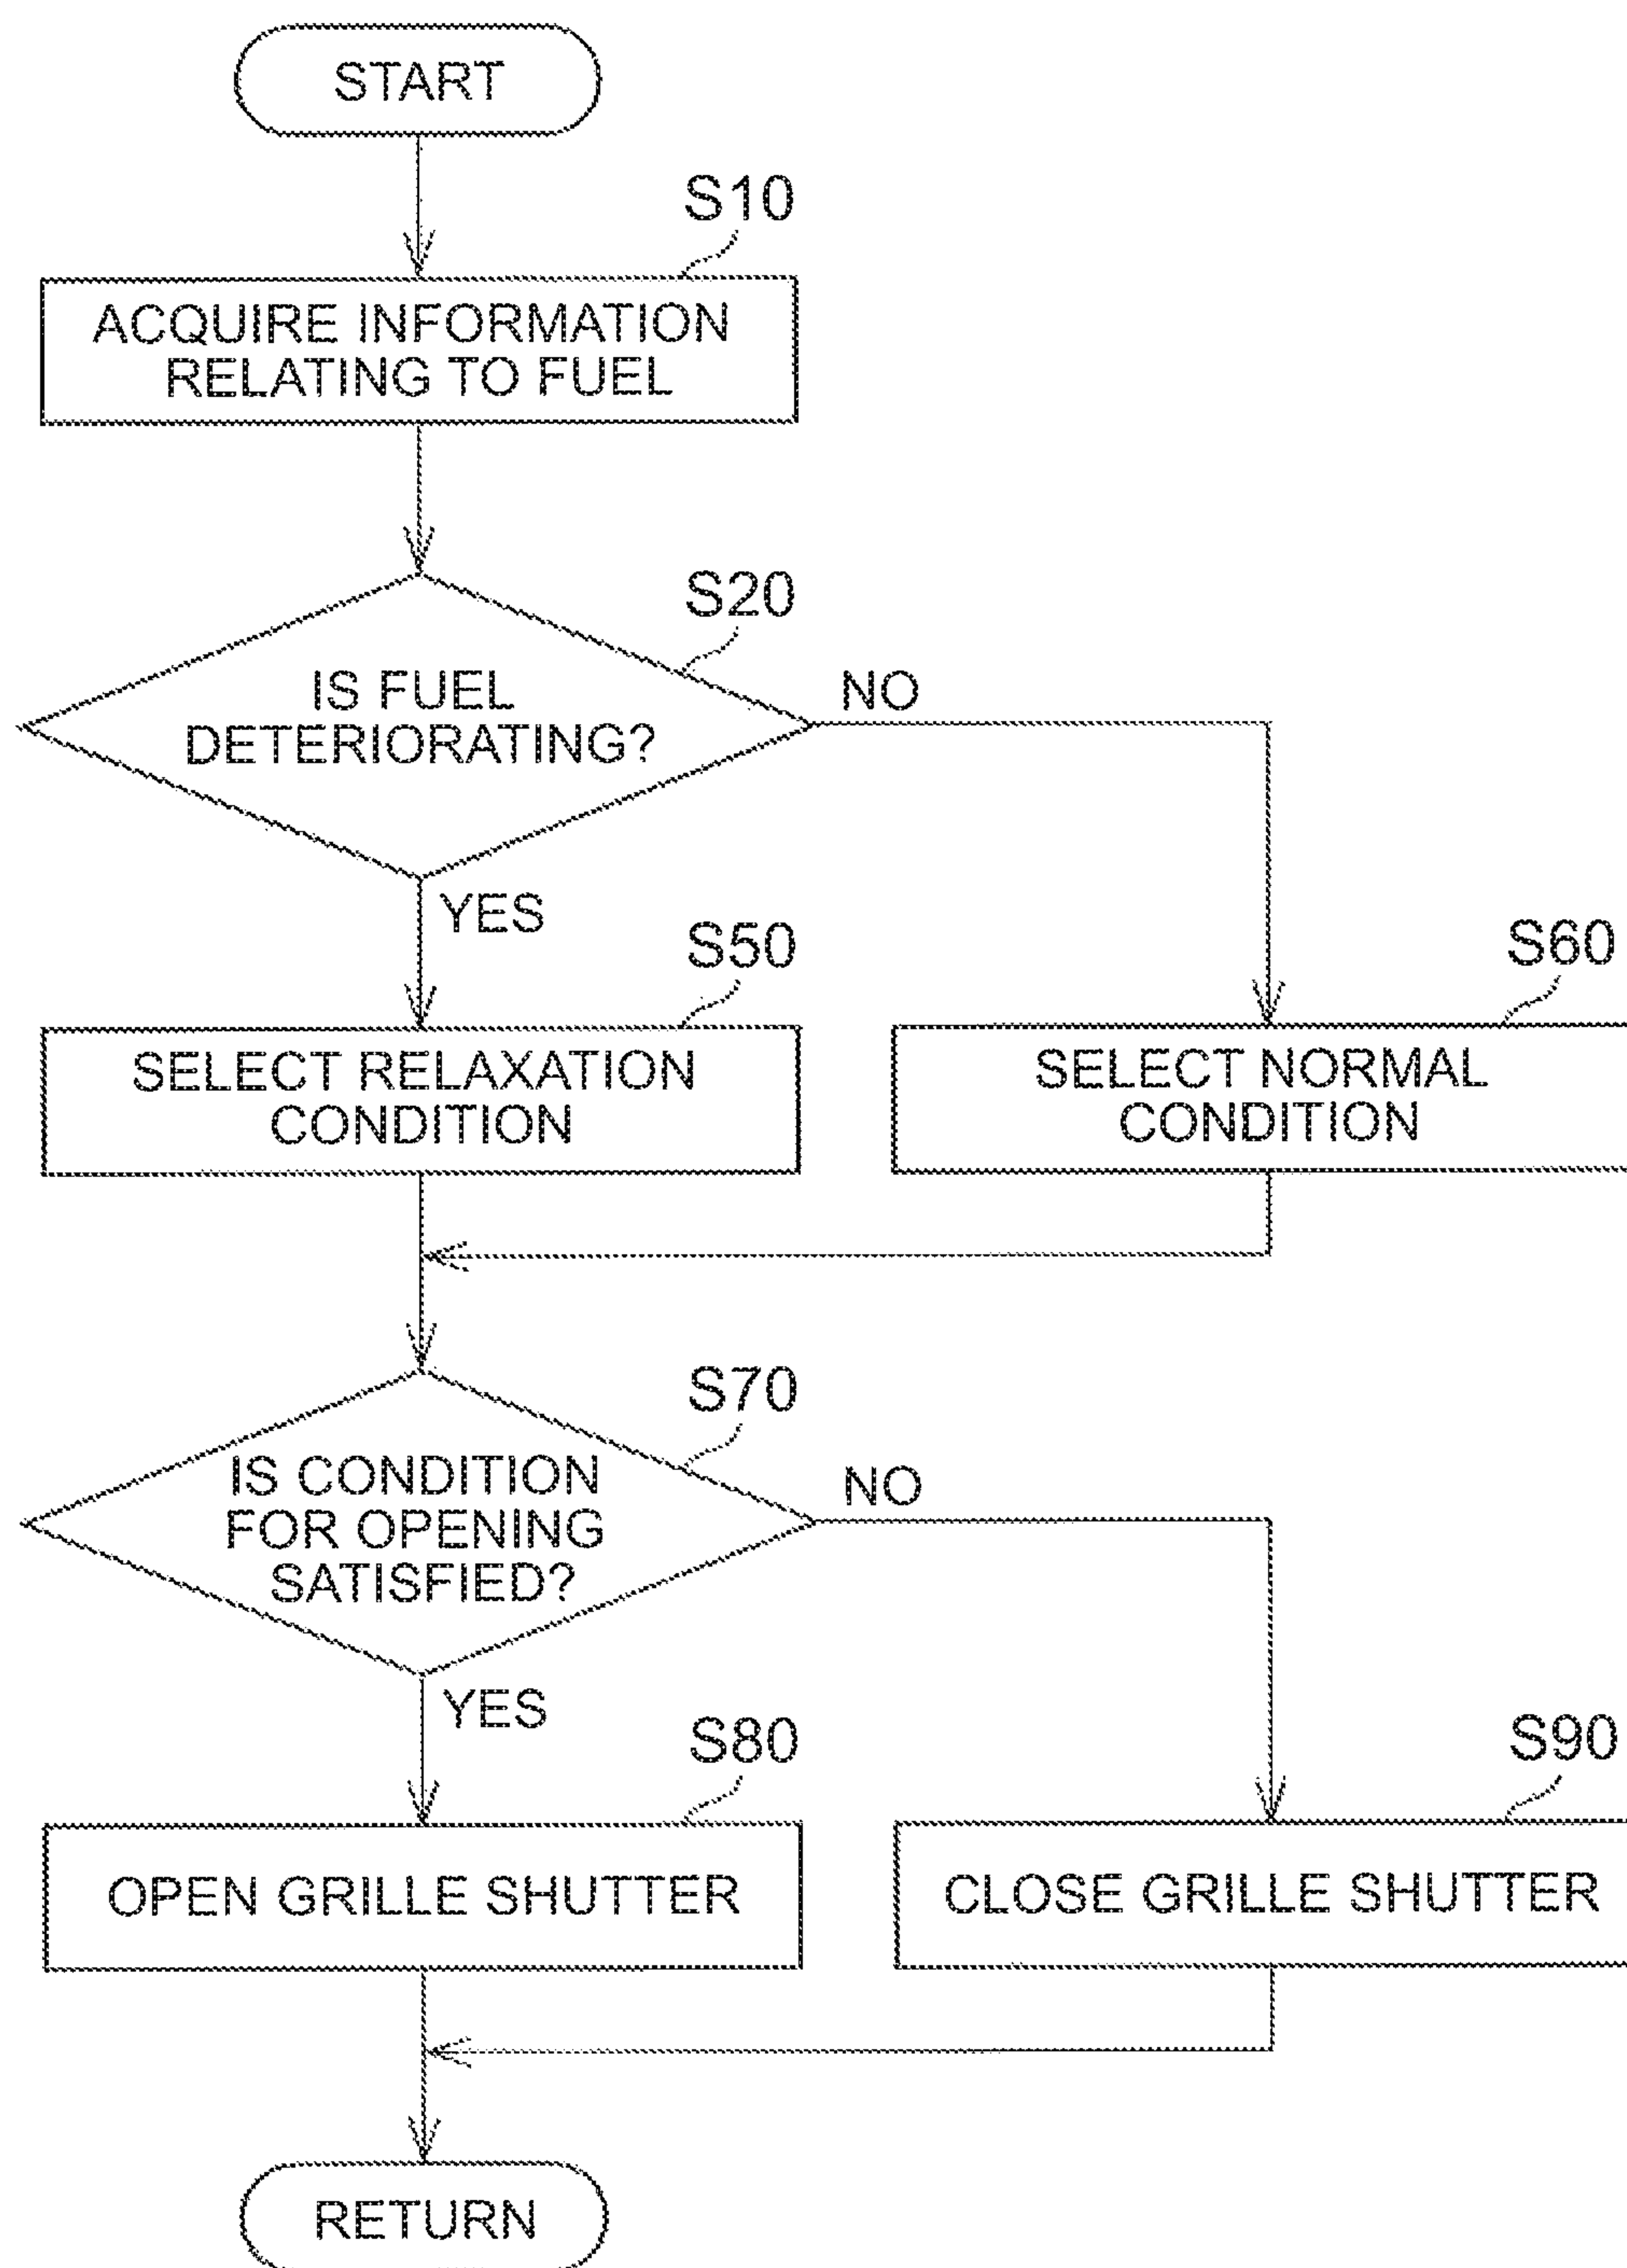 START
S10
ACQUIRE INFORMATION
RELATING TO FUEL
S20
IS FUEL
DETERIORATING?
NO
YES
S50
SELECT RELAXATION
CONDITION
S60
SELECT NORMAL
CONDITION
S70
IS CONDITION
FOR OPENING
SATISFIED?
NO
YES
S80
OPEN GRILLE SHUTTER
S90
CLOSE GRILLE SHUTTER
RETURN